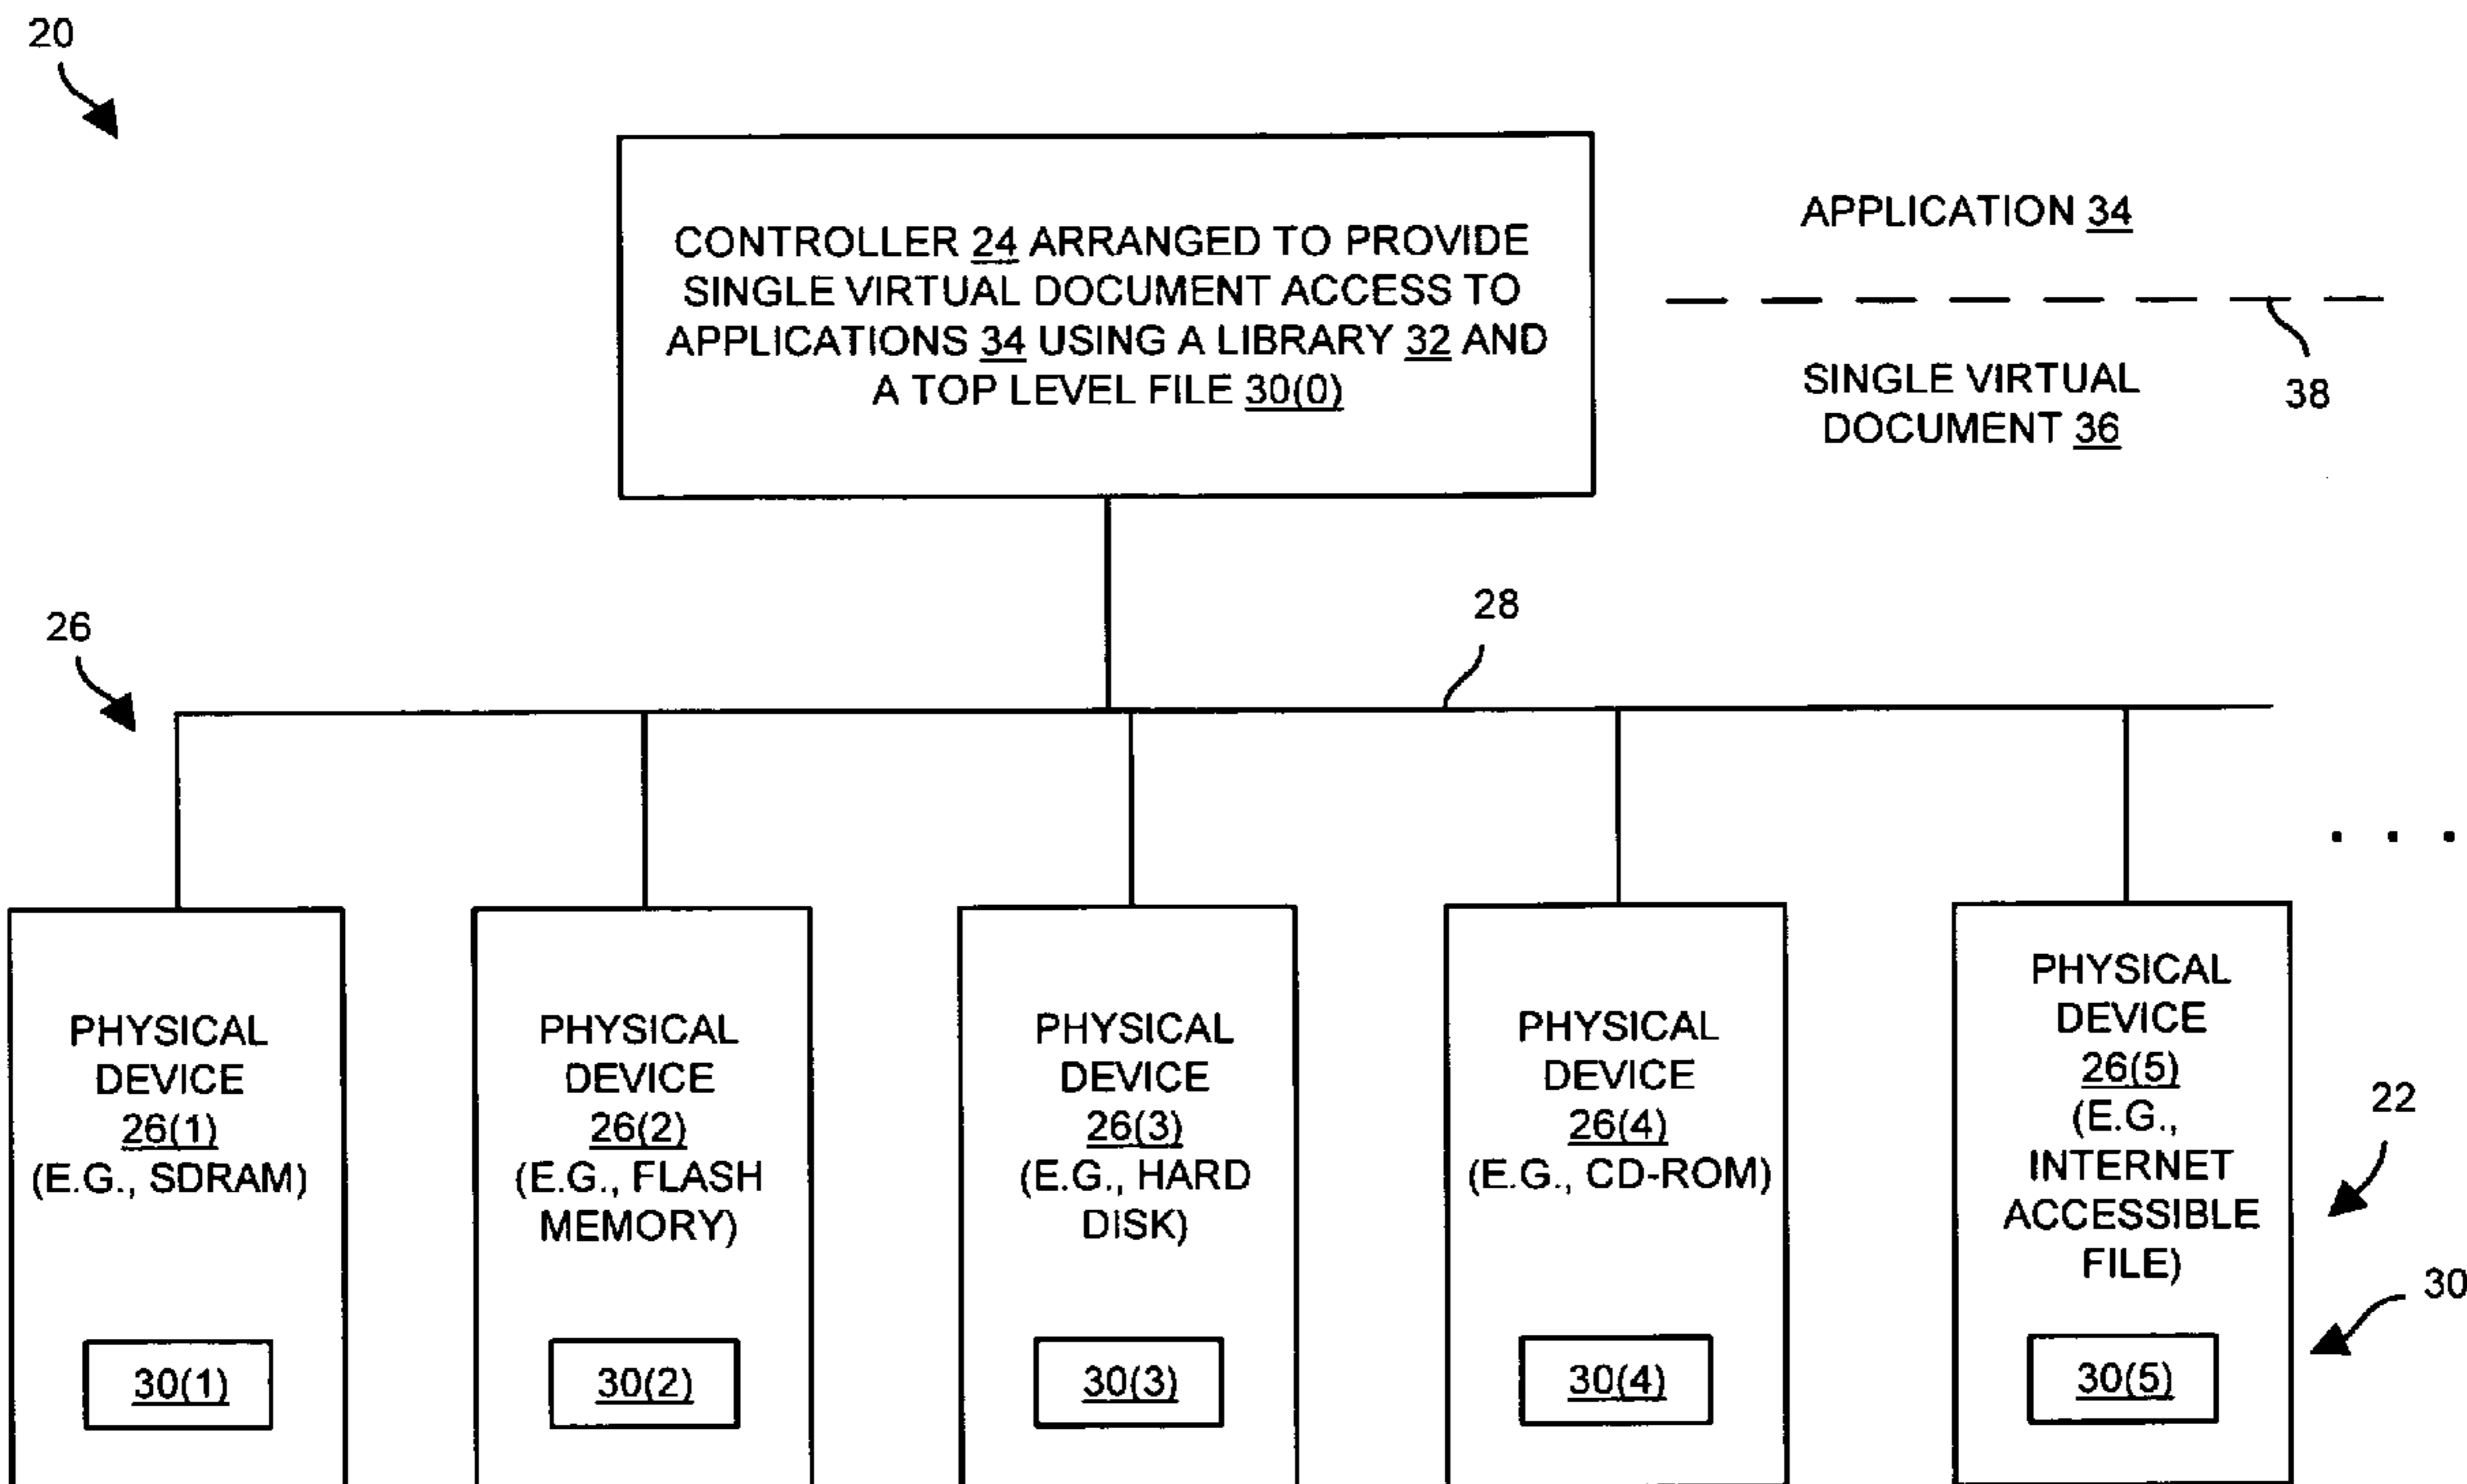 20
CONTROLLER 24 ARRANGED TO PROVIDE
SINGLE VIRTUAL DOCUMENT ACCESS TO
APPLICATIONS 34 USING A LIBRARY 32 AND
A TOP LEVEL FILE 30(0)
APPLICATION 34
SINGLE VIRTUAL
DOCUMENT 36
38
26
28
PHYSICAL
DEVICE
26(1)
(E.G., SDRAM)
30(1)
PHYSICAL
DEVICE
26(2)
(E.G., FLASH
MEMORY)
30(2)
PHYSICAL
DEVICE
26(3)
(E.G., HARD
DISK)
30(3)
PHYSICAL
DEVICE
26(4)
(E.G., CD-ROM)
30(4)
PHYSICAL
DEVICE
26(5)
(E.G.,
INTERNET
ACCESSIBLE
FILE)
30(5)
. . .
22
30